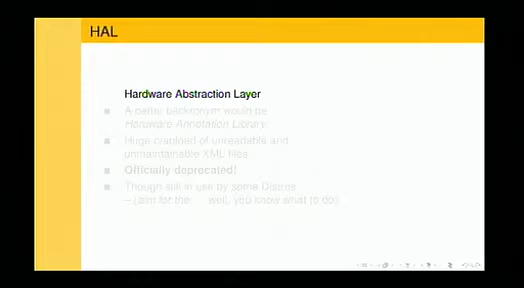 HAL
Hardware Abstraction Layer
A better backronym would be
Hardware Annotation Library.
Huge crapload of unreadable and
unmaintainable XML files
Officially deprecated!
Though still in use by some Distros
– (aim for the … well, you know what to do)